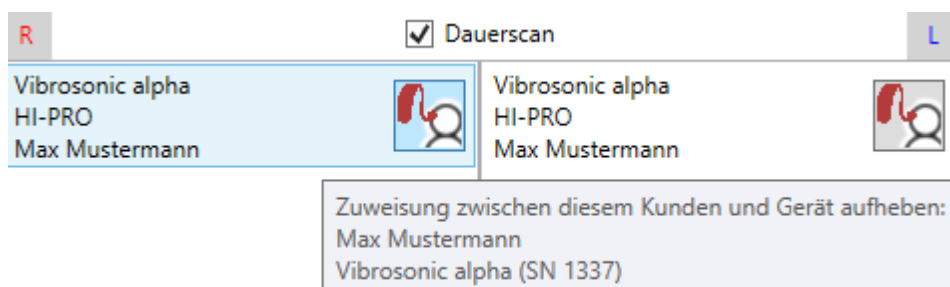 R
Dauerscan
L
Vibrosonic alpha
HI-PRO
Max Mustermann
Vibrosonic alpha
HI-PRO
Max Mustermann
Zuweisung zwischen diesem Kunden und Gerät aufheben:
Max Mustermann
Vibrosonic alpha (SN 1337)